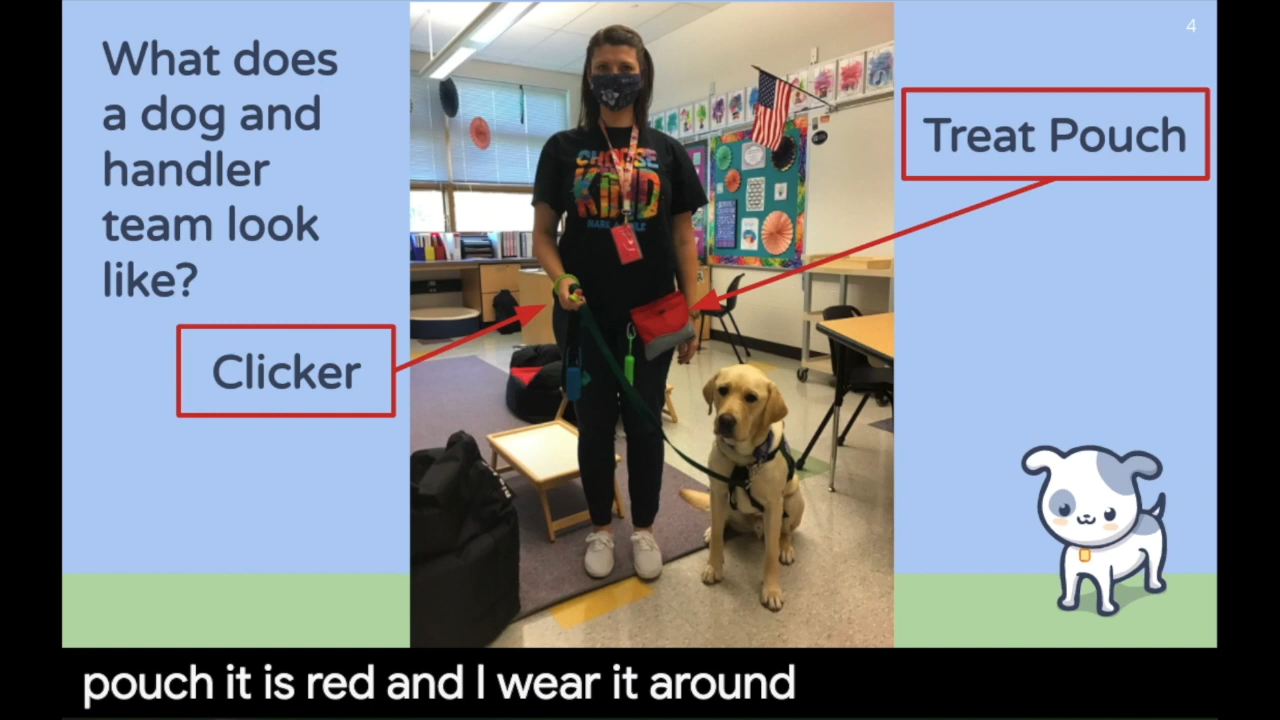 4
What does
a dog and
handler
team look
like?
Clicker
Treat Pouch
CHOOSE
KIND
pouch it is red and I wear it around